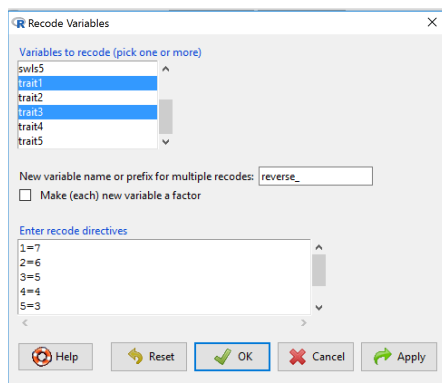 Recode Variables
Variables to recode (pick one or more)
swls5
trait1
trait2
trait3
trait4
trait5
New variable name or prefix for multiple recodes: reverse_
Make (each) new variable a factor
Enter recode directives
1=7
2=6
3=5
4=4
5=3
Help Reset OK Cancel Apply